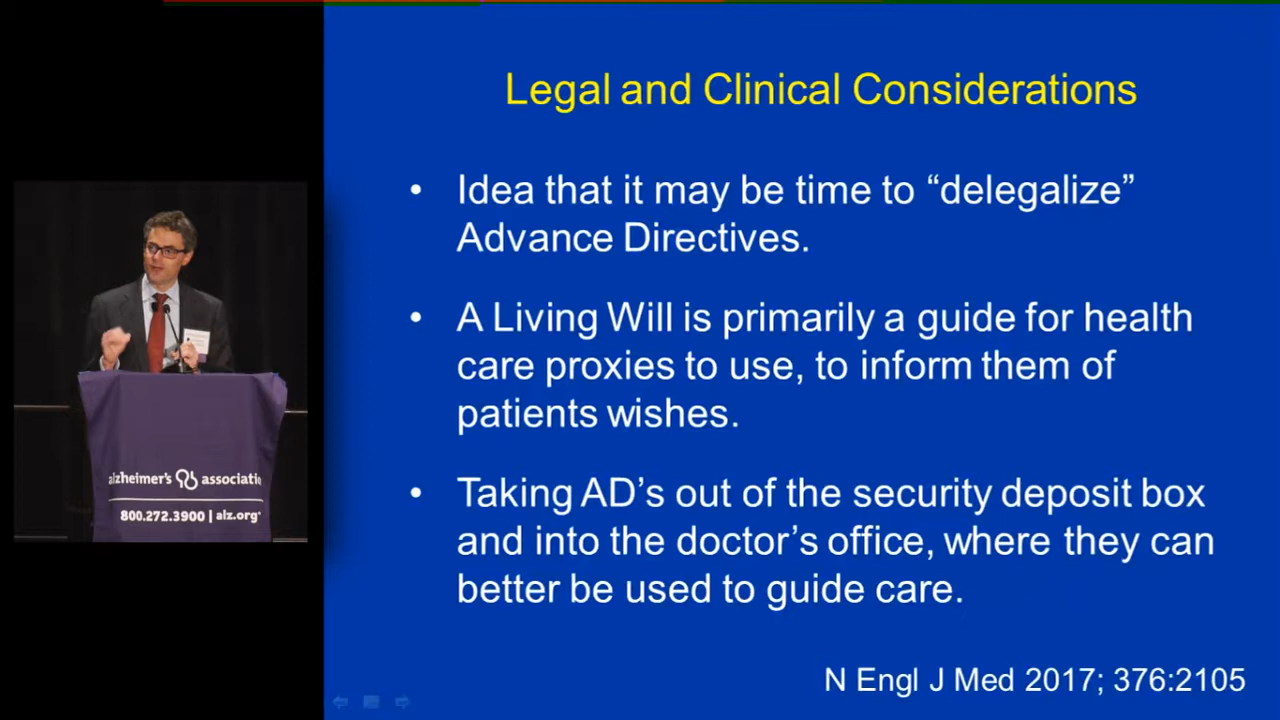 Legal and Clinical Considerations
• Idea that it may be time to “delegalize”
Advance Directives.
• A Living Will is primarily a guide for health
care proxies to use, to inform them of
patients wishes.
• Taking AD’s out of the security deposit box
and into the doctor’s office, where they can
better be used to guide care.
N Engl J Med 2017; 376:2105
alzheimer's associatio
800.272.3900 | alz.org